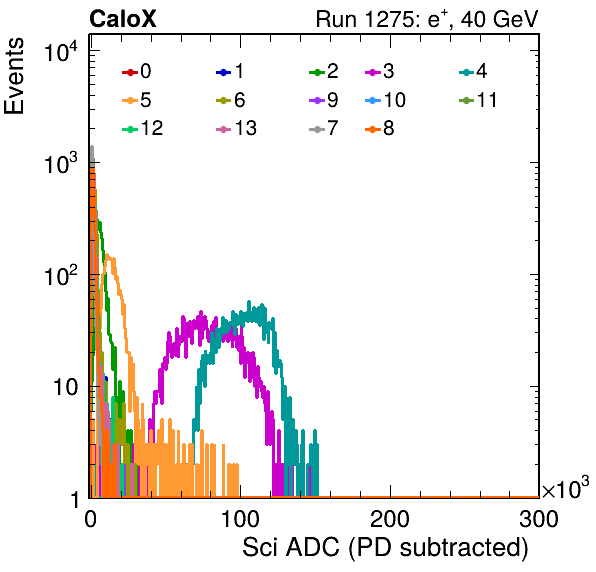 CaloX Run 1275: e⁺, 40 GeV
Events
10⁴
10³
10²
10
1
0 1 2 3 4
5 6 9 10 11
12 13 7 8
0 100 200 300
×10³
Sci ADC (PD subtracted)